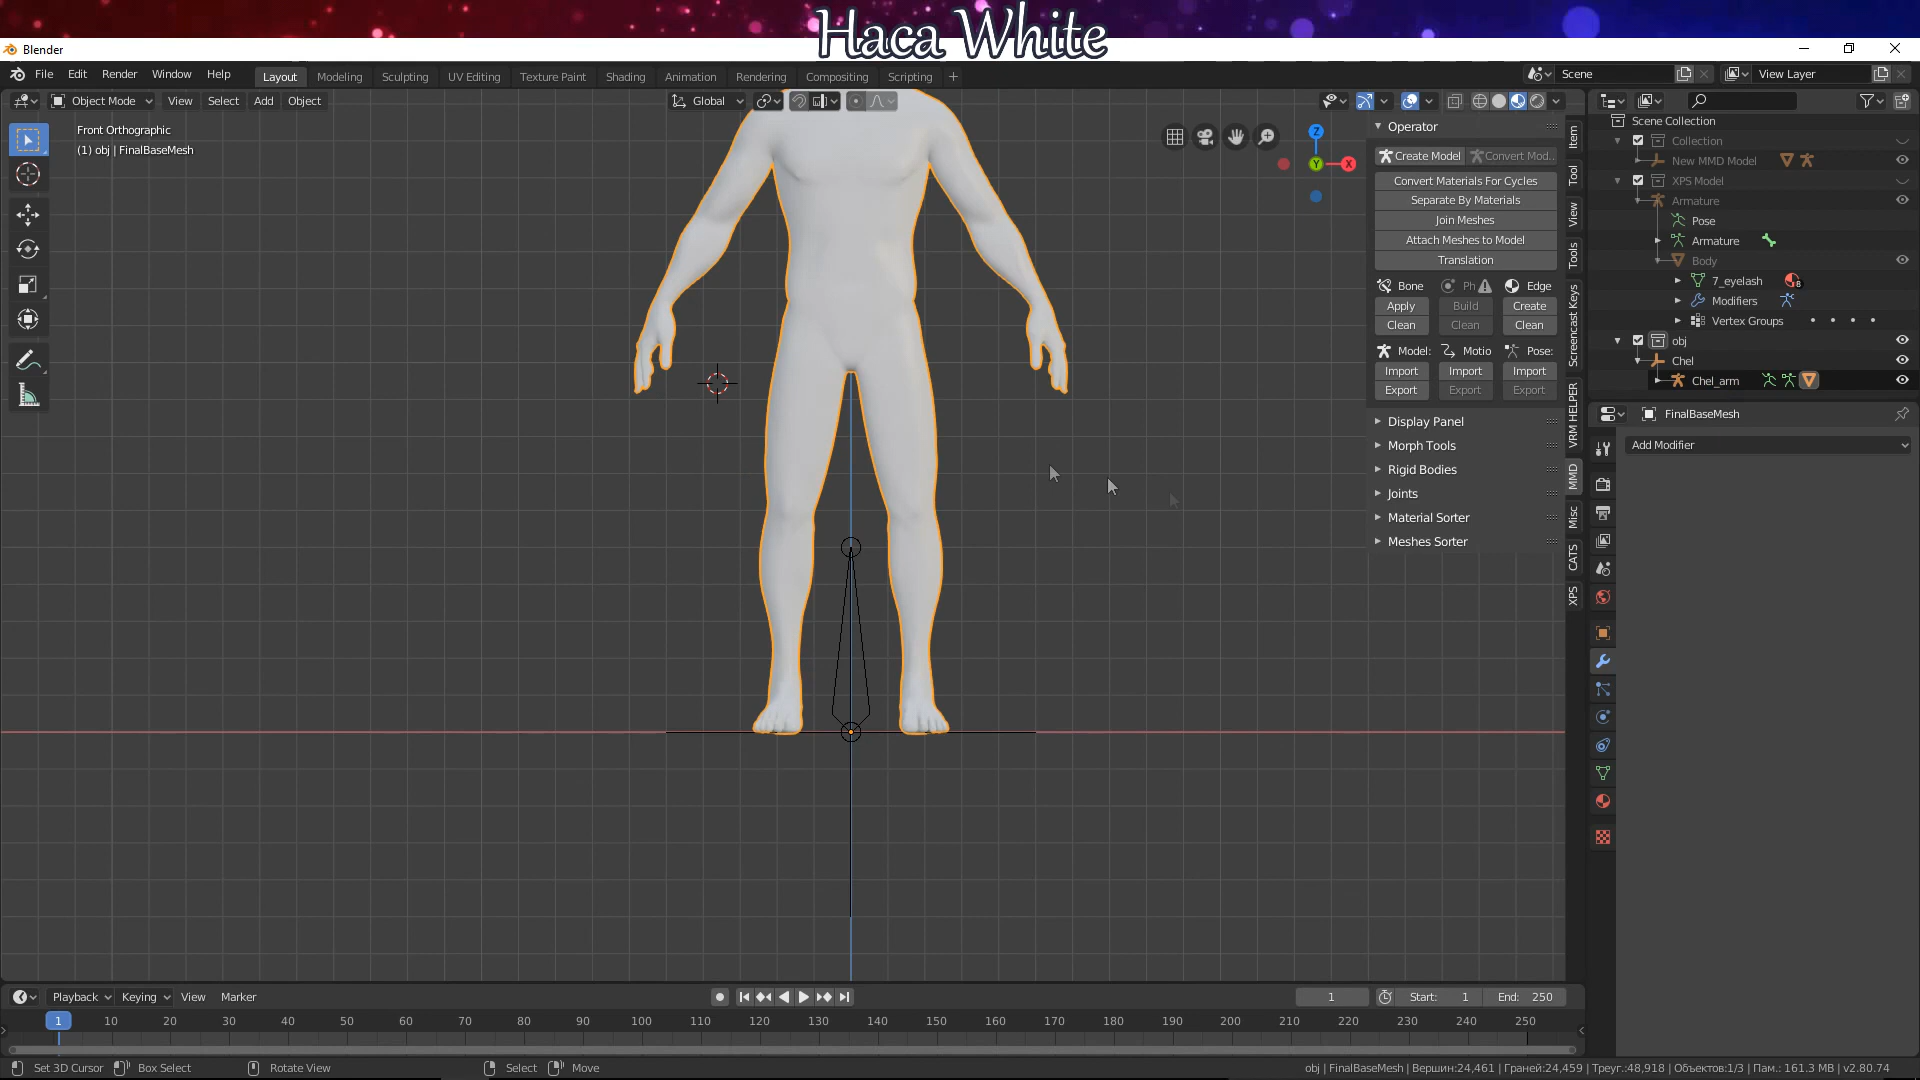 Haca White
Blender
File Edit Render Window Help
Layout Modeling Sculpting UV Editing Texture Paint Shading Animation Rendering Compositing Scripting +
Scene
View Layer
Object Mode View Select Add Object
Global
Front Orthographic
(1) obj | FinalBaseMesh
Z
Y
X
Operator
Create Model
Convert Mod..
Convert Materials For Cycles
Separate By Materials
Join Meshes
Attach Meshes to Model
Translation
Bone Ph Edge
Apply Build Create
Clean Clean Clean
Model: Motio Pose:
Import Import Import
Export Export Export
Display Panel
Morph Tools
Rigid Bodies
Joints
Material Sorter
Meshes Sorter
Item
Tool
View
Tools
Screencast Keys
VRM HELPER
MMD
Misc
CATS
XPS
Scene Collection
Collection
New MMD Model
XPS Model
Armature
Pose
Armature
Body
7_eyelash
8
Modifiers
Vertex Groups
obj
Chel
Chel_arm
FinalBaseMesh
Add Modifier
Playback Keying View Marker
1
Start: 1
End: 250
1 10 20 30 40 50 60 70 80 90 100 110 120 130 140 150 160 170 180 190 200 210 220 230 240 250
Set 3D Cursor
Box Select
Rotate View
Select
Move
obj | FinalBaseMesh | Вершин:24,461 | Граней:24,459 | Треуг.:48,918 | Объектов:1/3 | Пам.: 161.3 MB | v2.80.74